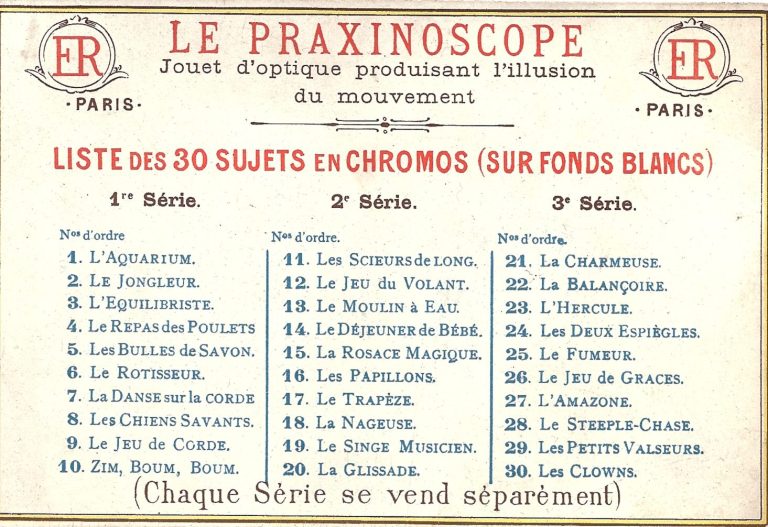 ER
PARIS.
LE PRAXINOSCOPE
Jouet d'optique produisant l'illusion
du mouvement
ER
PARIS.
LISTE DES 30 SUJETS EN CHROMOS (SUR FONDS BLANCS)
1re Série.
Nos d'ordre
1. L'AQUARIUM.
2. LE JONGLEUR.
3. L'EQUILIBRISTE.
4. LE REPAS des POULETS
5. LES BULLES DE SAVON.
6. LE ROTISSEUR.
7. LA DANSE sur la CORDE
8. LES CHIENS SAVANTS.
9. LE JEU DE CORDE.
10. ZIM, BOUM, BOUM.
2e Série.
Nos d'ordre.
11. LES SCIEURS de LONG.
12. LE JEU DU VOLANT.
13. LE MOULIN À EAU.
14. LE DÉJEUNER de BÉBÉ.
15. LA ROSACE MAGIQUE.
16. LES PAPILLONS.
17. LE TRAPÈZE.
18. LA NAGEUSE.
19. LE SINGE MUSICIEN.
20. LA GLISSADE.
3e Série.
Nos d'ordre.
21. LA CHARMEUSE.
22. LA BALANÇOIRE.
23. L'HERCULE.
24. LES DEUX ESPIÈGLES.
25. LE FUMEUR.
26. LE JEU DE GRACES.
27. L'AMAZONE.
28. LE STEEPLE-CHASE.
29. LES PETITS VALSEURS.
30. LES CLOWNS.
(Chaque Série se vend séparément)